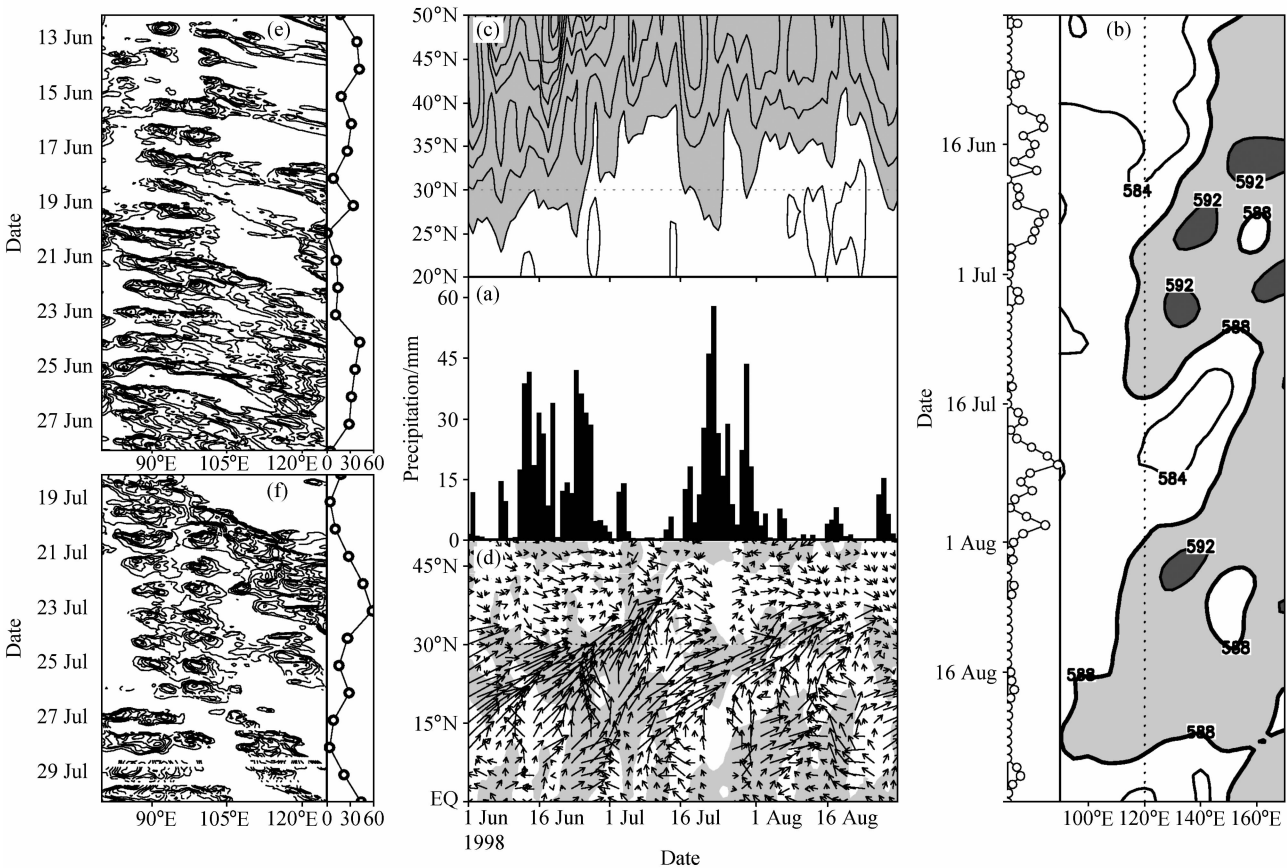 (e)
13 Jun
15 Jun
17 Jun
19 Jun
21 Jun
23 Jun
25 Jun
27 Jun
Date
90°E 105°E 120°E 0 30 60
(f)
19 Jul
21 Jul
23 Jul
25 Jul
27 Jul
29 Jul
Date
90°E 105°E 120°E 0 30 60
(c)
50°N
45°N
40°N
35°N
30°N
25°N
20°N
(a)
60
45
30
15
0
Precipitation/mm
(d)
45°N
30°N
15°N
EQ
1 Jun 16 Jun 1 Jul 16 Jul 1 Aug 16 Aug
1998
Date
(b)
16 Jun
1 Jul
16 Jul
1 Aug
16 Aug
Date
584
592
592
588
592
588
584
592
588
588
588
100°E 120°E 140°E 160°E